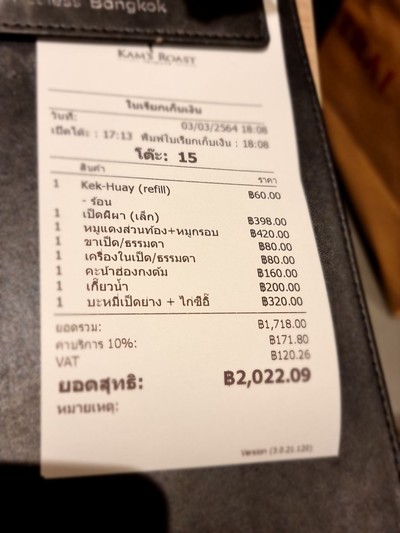 Bangkok
KAM'S ROAST
ใบเรียกเก็บเงิน
วันที่: 03/03/2564 18:08
เปิดโต๊ะ : 17:13 พิมพ์ใบเรียกเก็บเงิน : 18:08
โต๊ะ: 15
สินค้า ราคา
1 Kek-Huay (refill) ฿60.00
- ร้อน
1 เป็ดผีผา (เล็ก) ฿398.00
1 หมูแดงส่วนท้อง+หมูกรอบ ฿420.00
1 ขาเป็ด/ธรรมดา ฿80.00
1 เครื่องในเป็ด/ธรรมดา ฿80.00
1 คะน้าฮ่องกงต้ม ฿160.00
1 เกี๊ยวน้ำ ฿200.00
1 บะหมี่เป็ดย่าง + ไก่ซีอิ๊ ฿320.00
ยอดรวม: ฿1,718.00
ค่าบริการ 10%: ฿171.80
VAT ฿120.26
ยอดสุทธิ: ฿2,022.09
หมายเหตุ:
Version (3.0.21.120)